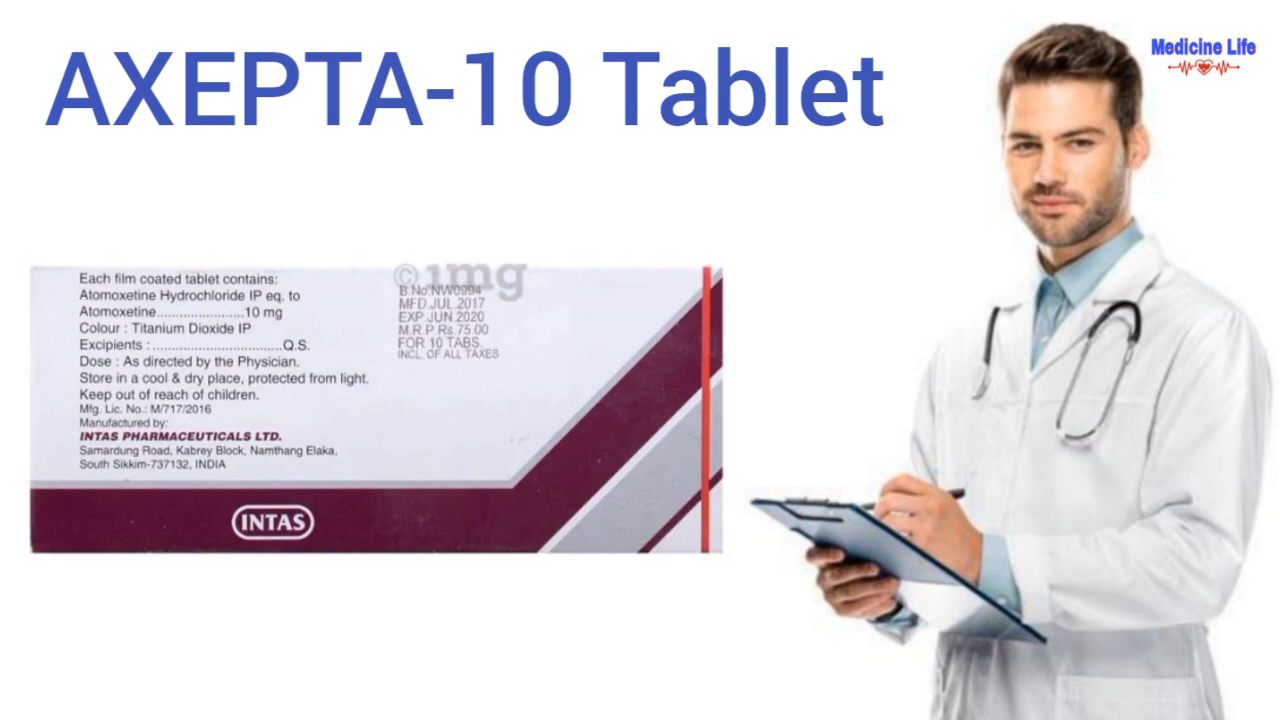 AXEPTA-10 Tablet
Medicine Life
Each film coated tablet contains:
Atomoxetine Hydrochloride IP eq. to
Atomoxetine......................10 mg
Colour : Titanium Dioxide IP
Excipients : ................................Q.S.
Dose : As directed by the Physician.
Store in a cool & dry place, protected from light.
Keep out of reach of children.
Mfg. Lic. No.: M/717/2016
Manufactured by:
INTAS PHARMACEUTICALS LTD.
Samardung Road, Kabrey Block, Namthang Elaka,
South Sikkim-737132, INDIA
©1mg
B.No.NW0994
MFD.JUL.2017
EXP.JUN.2020
M.R.P.Rs.75.00
FOR 10 TABS.
INCL. OF ALL TAXES
INTAS